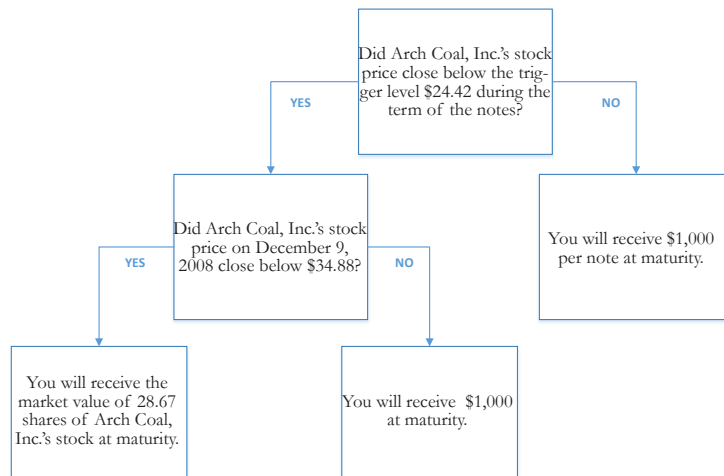 Did Arch Coal, Inc.'s stock
price close below the trig-
ger level $24.42 during the
term of the notes?
YES
NO
Did Arch Coal, Inc.'s stock
price on December 9,
2008 close below $34.88?
You will receive $1,000
per note at maturity.
YES
NO
You will receive the
market value of 28.67
shares of Arch Coal,
Inc.'s stock at maturity.
You will receive  $1,000
at maturity.